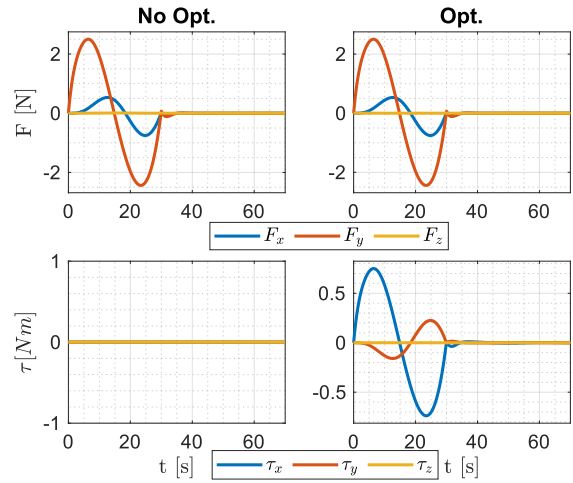 No Opt. Opt.
F [N]
2
0
-2
0 20 40 60
2
0
-2
0 20 40 60
F_x F_y F_z
τ[Nm]
1
0
-1
0 20 40 60
0.5
0
-0.5
0 20 40 60
t [s] t [s]
τ_x τ_y τ_z